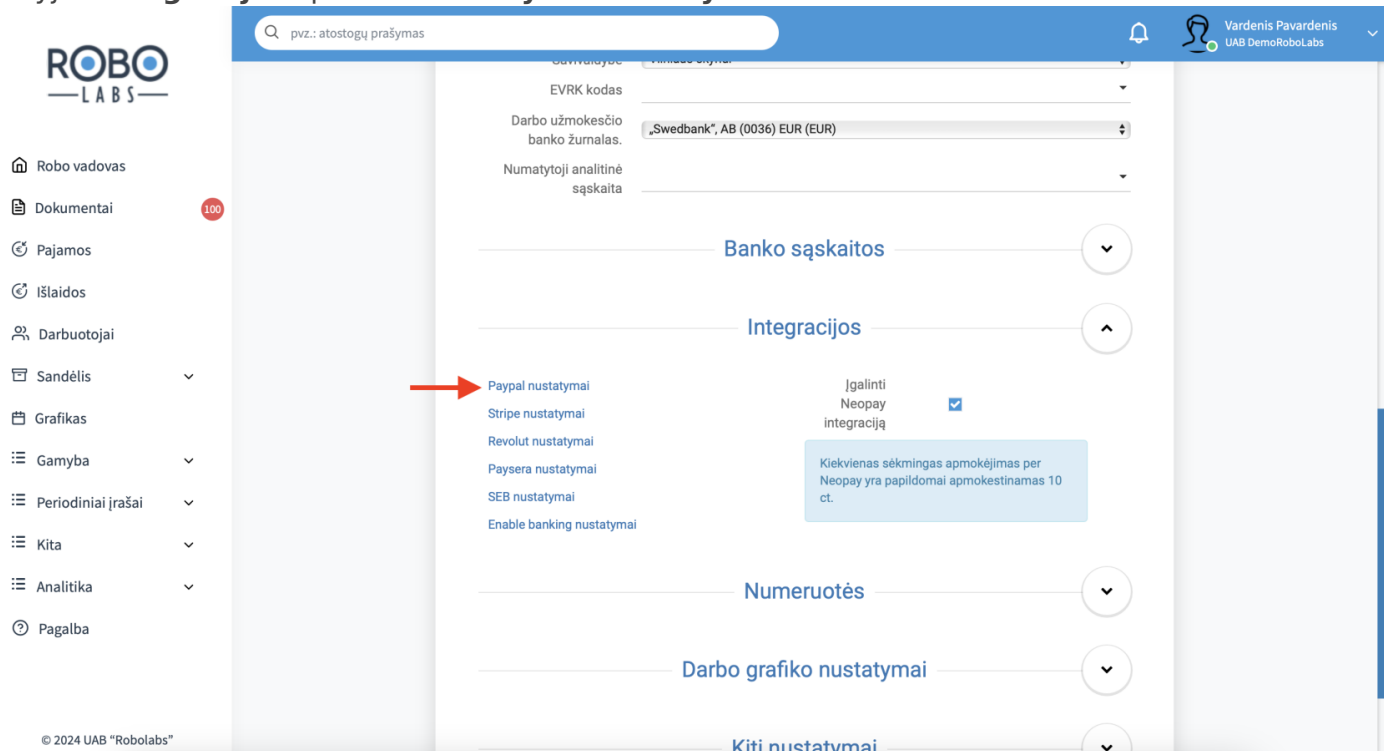 pvz.: atostogų prašymas
Vardenis Pavardenis
UAB DemoRoboLabs
ROBO
LABS
Robo vadovas
Dokumentai
100
Pajamos
Išlaidos
Darbuotojai
Sandėlis
Grafikas
Gamyba
Periodiniai įrašai
Kita
Analitika
Pagalba
© 2024 UAB “Robolabs”
EVRK kodas
Darbo užmokesčio
banko žurnalas.
„Swedbank“, AB (0036) EUR (EUR)
Numatytoji analitinė
sąskaita
Banko sąskaitos
Integracijos
Paypal nustatymai
Stripe nustatymai
Revolut nustatymai
Paysera nustatymai
SEB nustatymai
Enable banking nustatymai
Įgalinti
Neopay
integraciją
Kiekvienas sėkmingas apmokėjimas per
Neopay yra papildomai apmokestinamas 10
ct.
Numeruotės
Darbo grafiko nustatymai
Kiti nustatymai